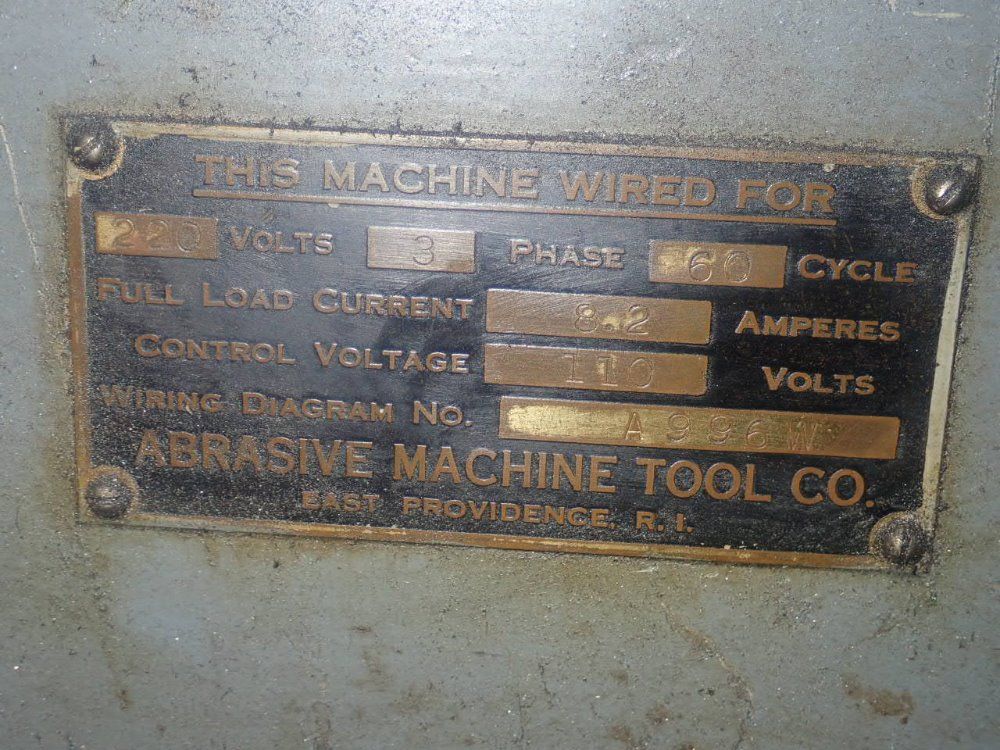 THIS MACHINE WIRED FOR
220 VOLTS 3 PHASE 60 CYCLE
FULL LOAD CURRENT 8.2 AMPERES
CONTROL VOLTAGE 110 VOLTS
WIRING DIAGRAM NO. A996W
ABRASIVE MACHINE TOOL CO.
EAST PROVIDENCE, R. I.